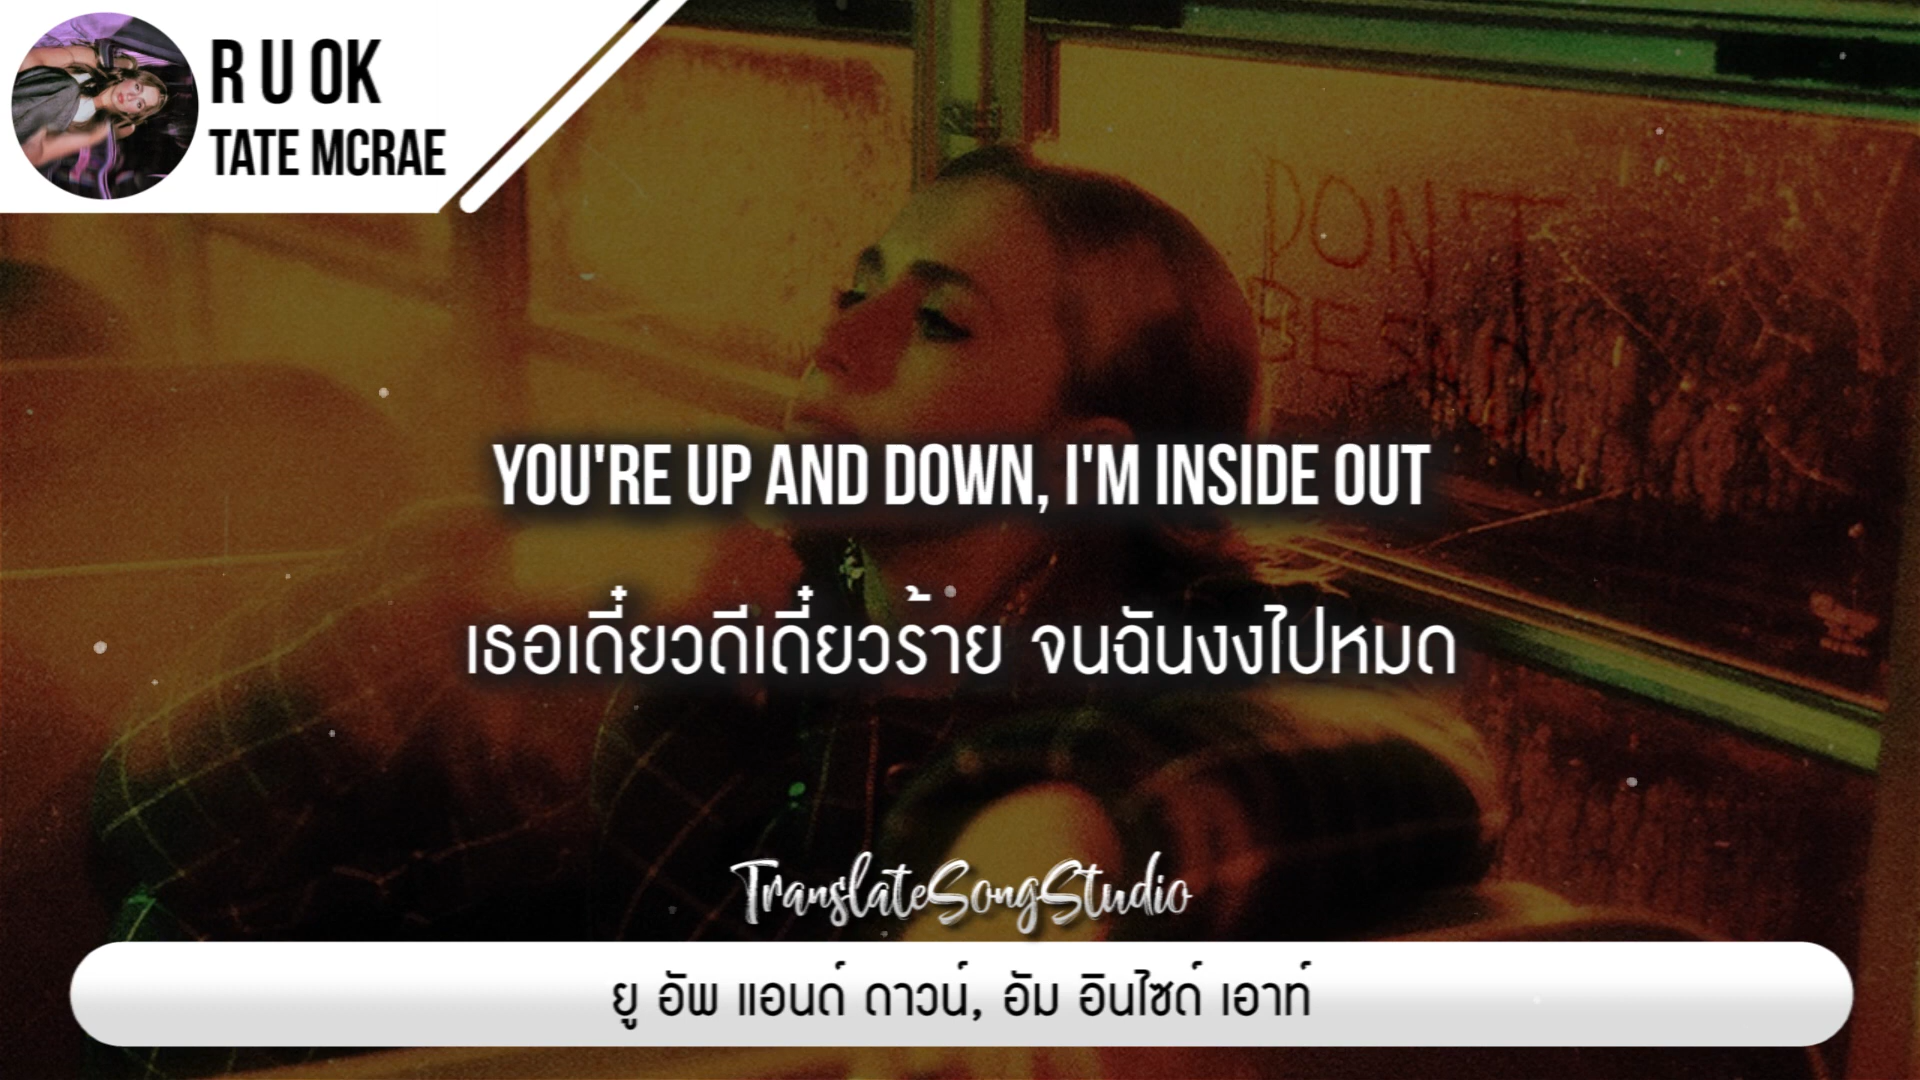 R U OK
TATE MCRAE
DON'T
BE SAD
YOU'RE UP AND DOWN, I'M INSIDE OUT
เธอเดี๋ยวดีเดี๋ยวร้าย จนฉันงงไปหมด
TranslateSongStudio
ยู อัพ แอนด์ ดาวน์, อัม อินไซด์ เอาท์